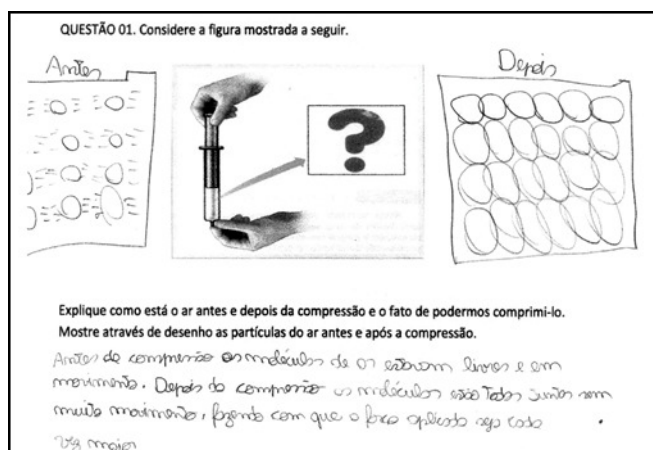 QUESTÃO 01. Considere a figura mostrada a seguir.
Antes
Depois
?
Explique como está o ar antes e depois da compressão e o fato de podermos comprimi-lo.
Mostre através de desenho as partículas do ar antes e após a compressão.
Antes de compressão as moléculas de ar estavam livres e em
movimento. Depois da compressão as moléculas estão todas juntas sem
muito movimento, fazendo com que a força aplicada seja cada
vez maior